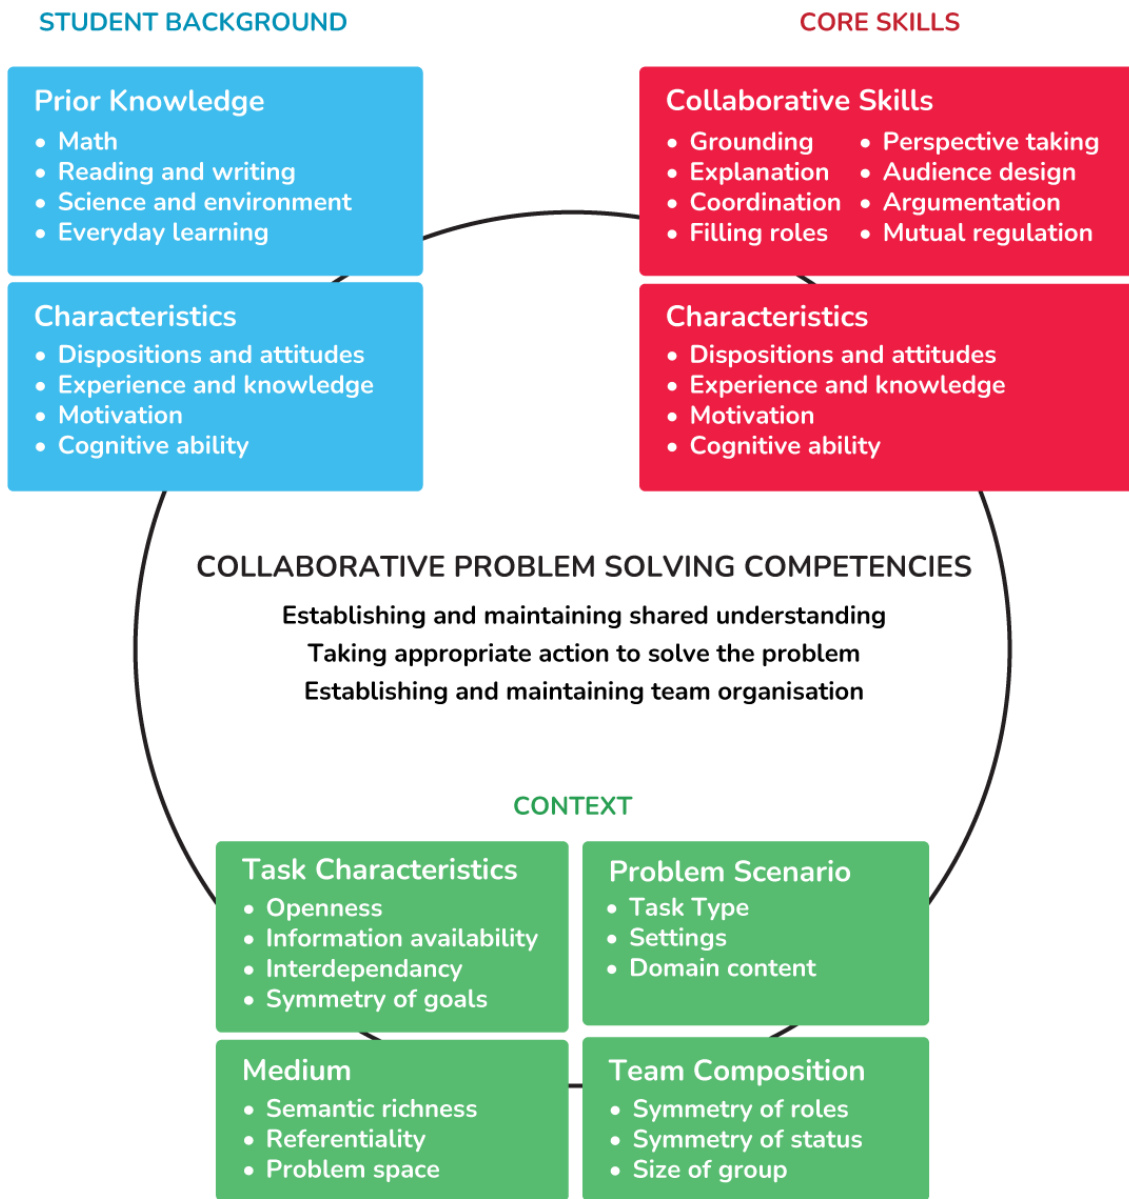 STUDENT BACKGROUND
Prior Knowledge
• Math
• Reading and writing
• Science and environment
• Everyday learning
Characteristics
• Dispositions and attitudes
• Experience and knowledge
• Motivation
• Cognitive ability
CORE SKILLS
Collaborative Skills
• Grounding
• Explanation
• Coordination
• Filling roles
• Perspective taking
• Audience design
• Argumentation
• Mutual regulation
Characteristics
• Dispositions and attitudes
• Experience and knowledge
• Motivation
• Cognitive ability
COLLABORATIVE PROBLEM SOLVING COMPETENCIES
Establishing and maintaining shared understanding
Taking appropriate action to solve the problem
Establishing and maintaining team organisation
CONTEXT
Task Characteristics
• Openness
• Information availability
• Interdependancy
• Symmetry of goals
Problem Scenario
• Task Type
• Settings
• Domain content
Medium
• Semantic richness
• Referentiality
• Problem space
Team Composition
• Symmetry of roles
• Symmetry of status
• Size of group